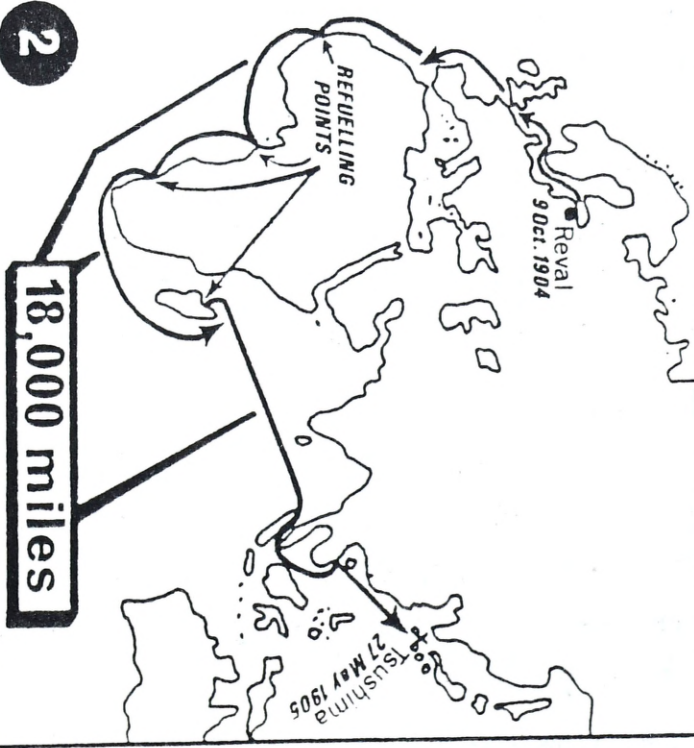 2
REFUELLING
POINTS
Reval
9 Oct. 1904
Tsushima
27 May 1905
18,000 miles